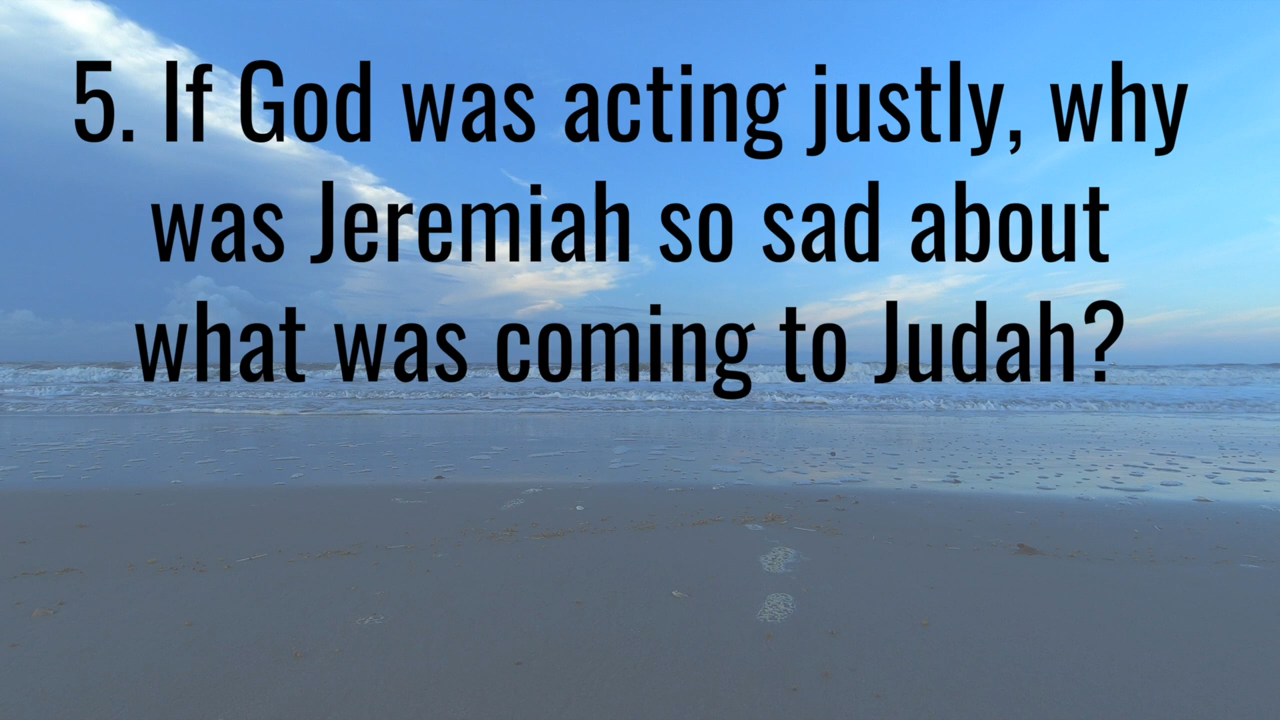 5. If God was acting justly, why
was Jeremiah so sad about
what was coming to Judah?